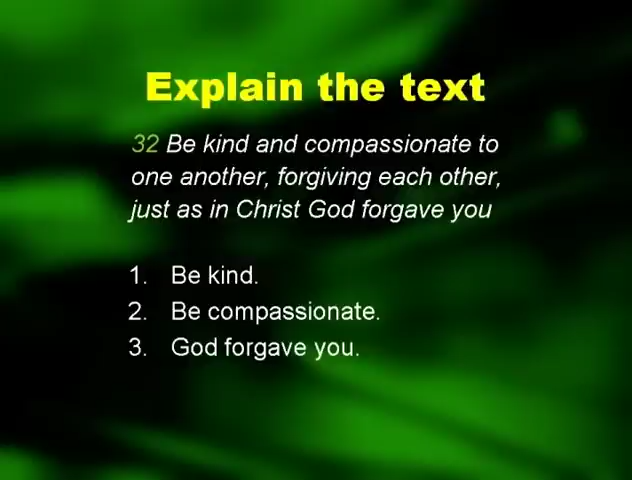 Explain the text
32 Be kind and compassionate to
one another, forgiving each other,
just as in Christ God forgave you
1. Be kind.
2. Be compassionate.
3. God forgave you.